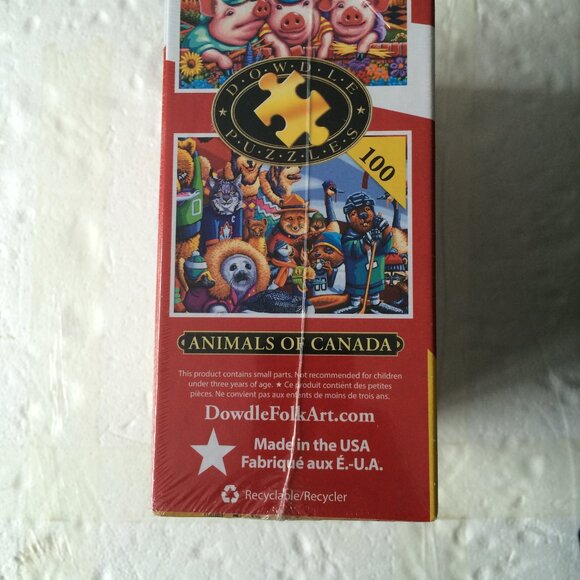 DOWDLE
PUZZLES
100
ANIMALS OF CANADA
This product contains small parts. Not recommended for children
under three years of age. ★ Ce produit contient des petites
pièces. Ne convient pas aux enfants de moins de trois ans.
DowdleFolkArt.com
Made in the USA
Fabriqué aux É.-U.A.
Recyclable/Recycler